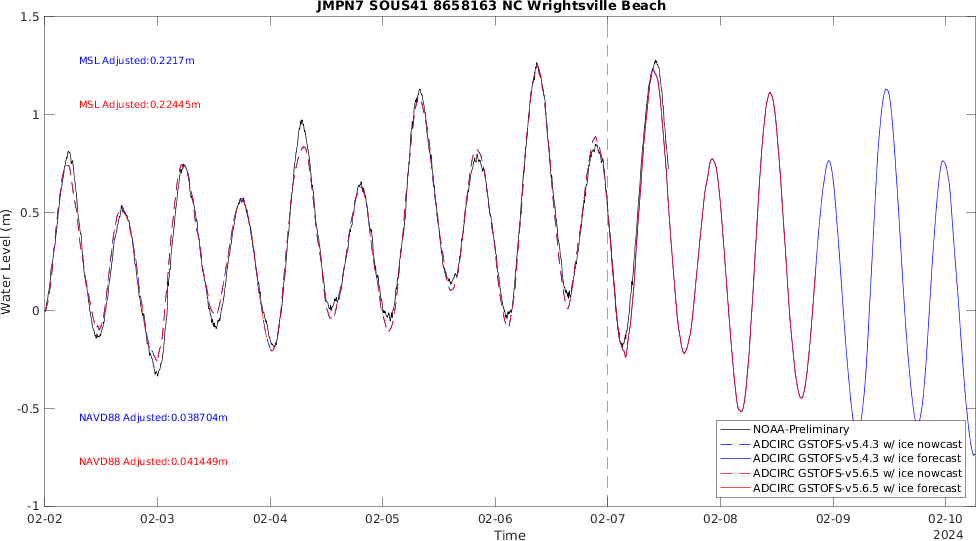 JMPN7 SOUS41 8658163 NC Wrightsville Beach
1.5
1
0.5
0
-0.5
-1
Water Level (m)
MSL Adjusted:0.2217m
MSL Adjusted:0.22445m
NAVD88 Adjusted:0.038704m
NAVD88 Adjusted:0.041449m
NOAA-Preliminary
ADCIRC GSTOFS-v5.4.3 w/ ice nowcast
ADCIRC GSTOFS-v5.4.3 w/ ice forecast
ADCIRC GSTOFS-v5.6.5 w/ ice nowcast
ADCIRC GSTOFS-v5.6.5 w/ ice forecast
02-02 02-03 02-04 02-05 02-06 02-07 02-08 02-09 02-10
2024
Time